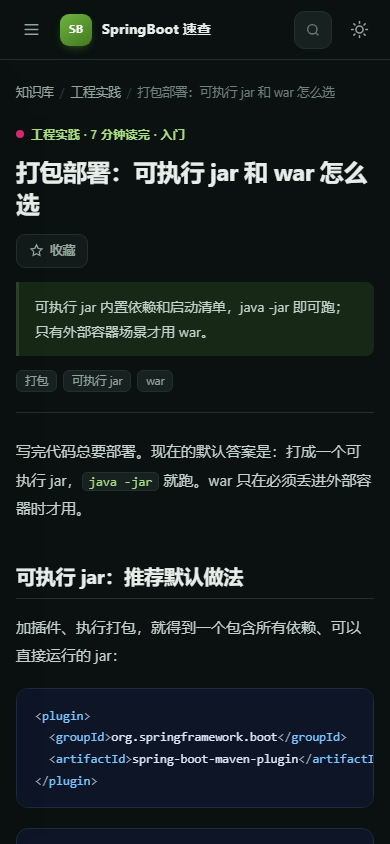 SB SpringBoot 速查
知识库 / 工程实践 / 打包部署：可执行 jar 和 war 怎么选
工程实践 · 7 分钟读完 · 入门
打包部署：可执行 jar 和 war 怎么
选
收藏
可执行 jar 内置依赖和启动清单，java -jar 即可跑；
只有外部容器场景才用 war。
打包 可执行 jar war
写完代码总要部署。现在的默认答案是：打成一个可
执行 jar，java -jar 就跑。war 只在必须丢进外部容
器时才用。
可执行 jar：推荐默认做法
加插件、执行打包，就得到一个包含所有依赖、可以
直接运行的 jar：
<plugin>
  <groupId>org.springframework.boot</groupId>
  <artifactId>spring-boot-maven-plugin</artifactI
</plugin>